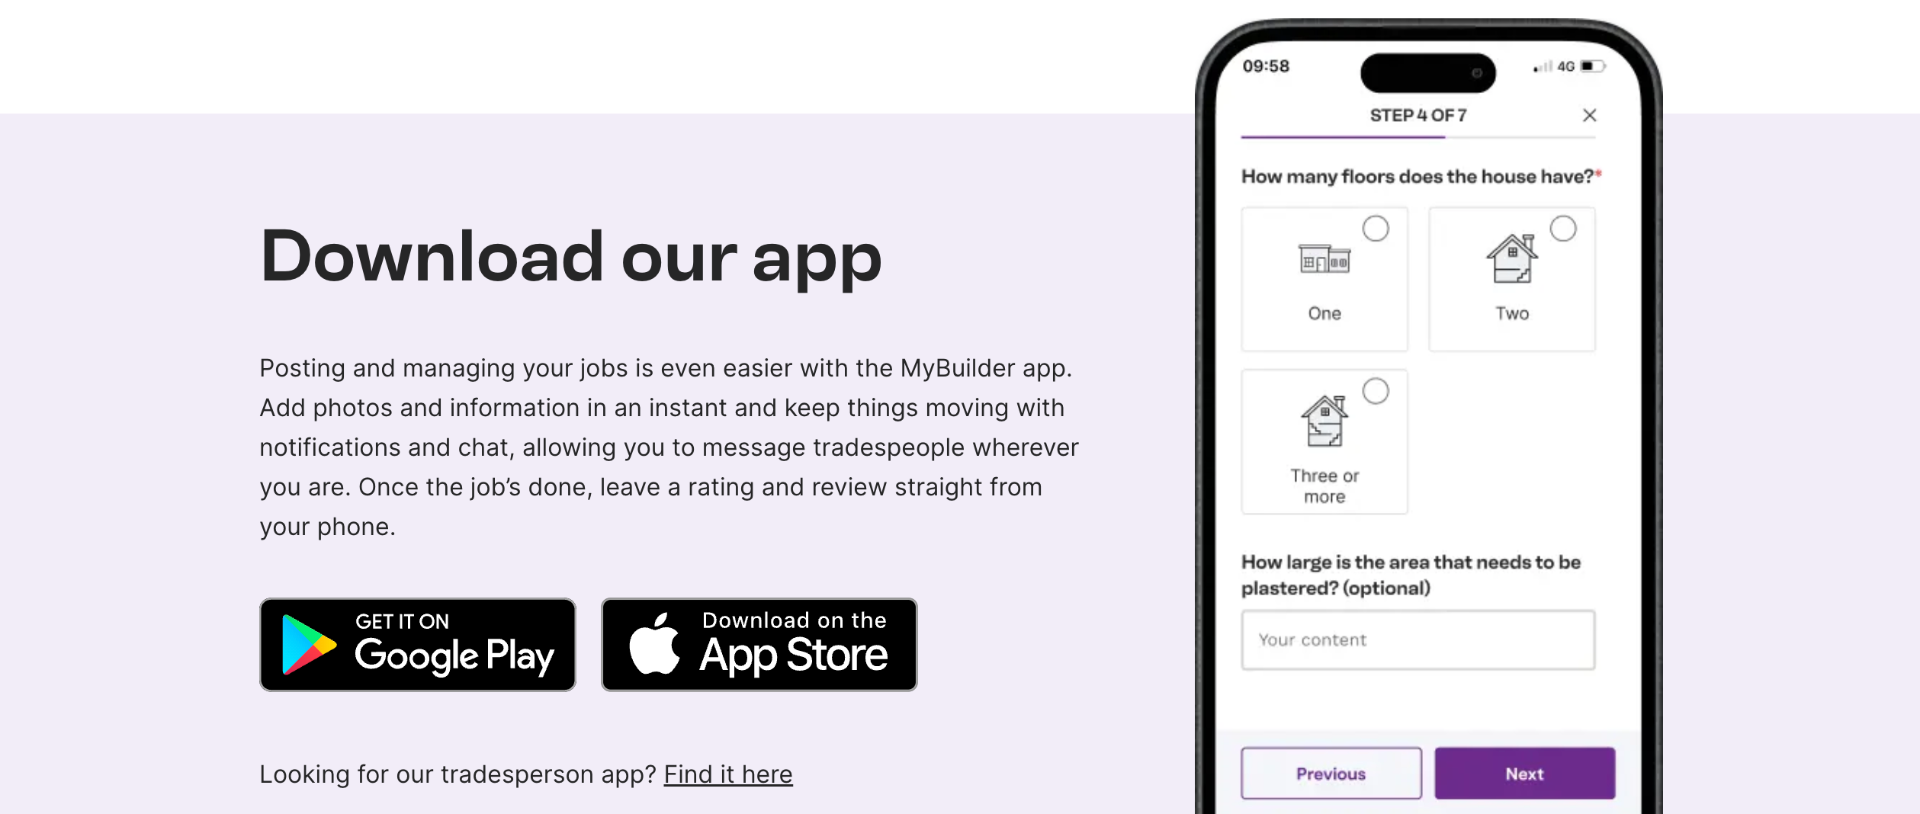 Download our app
Posting and managing your jobs is even easier with the MyBuilder app.
Add photos and information in an instant and keep things moving with
notifications and chat, allowing you to message tradespeople wherever
you are. Once the job’s done, leave a rating and review straight from
your phone.
GET IT ON
Google Play
Download on the
App Store
Looking for our tradesperson app? Find it here
09:58
4G
STEP 4 OF 7
How many floors does the house have?*
One
Two
Three or
more
How large is the area that needs to be
plastered? (optional)
Your content
Previous
Next